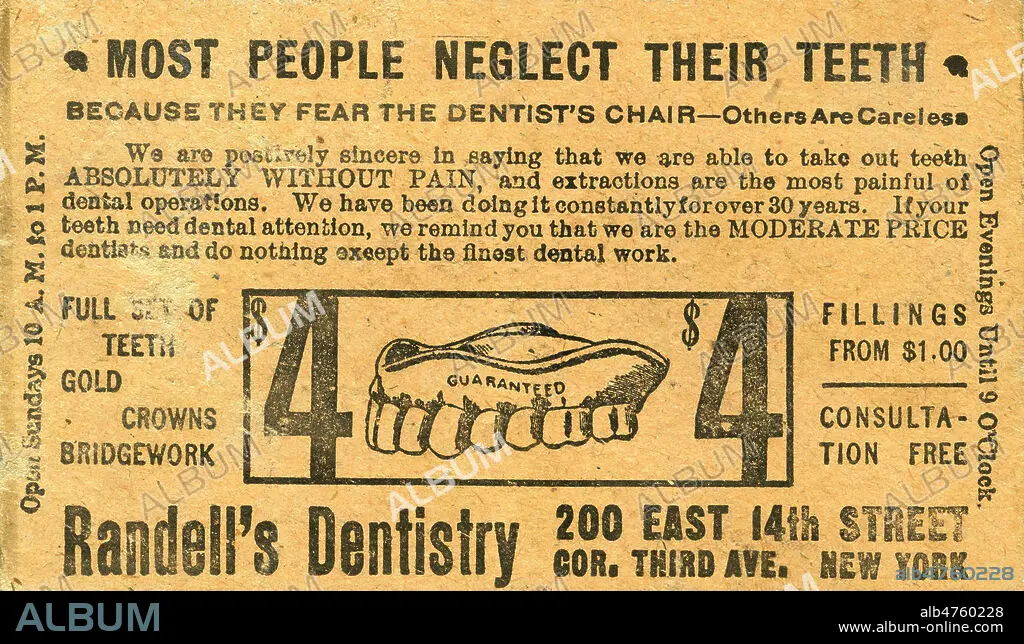 MOST PEOPLE NEGLECT THEIR TEETH
BECAUSE THEY FEAR THE DENTIST'S CHAIR—Others Are Careless
We are postively sincere in saying that we are able to take out teeth
ABSOLUTELY WITHOUT PAIN, and extractions are the most painful of
dental operations. We have been doing it constantly for over 30 years. If your
teeth need dental attention, we remind you that we are the MODERATE PRICE
dentists and do nothing except the finest dental work.
Open Sundays 10 A. M. to 1 P. M.
FULL SET OF
TEETH
GOLD
CROWNS
BRIDGEWORK
$4
GUARANTEED
$4
FILLINGS
FROM $1.00
CONSULTA-
TION FREE
Open Evenings Until 9 O'Clock.
Randell's Dentistry
200 EAST 14th STREET
COR. THIRD AVE. NEW YORK
alb4760228
ALBUM
alb4760228
www.album-online.com